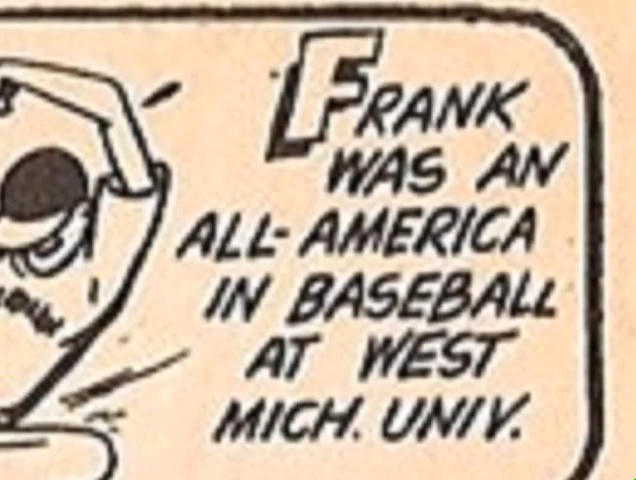 FRANK
WAS AN
ALL-AMERICA
IN BASEBALL
AT WEST
MICH. UNIV.